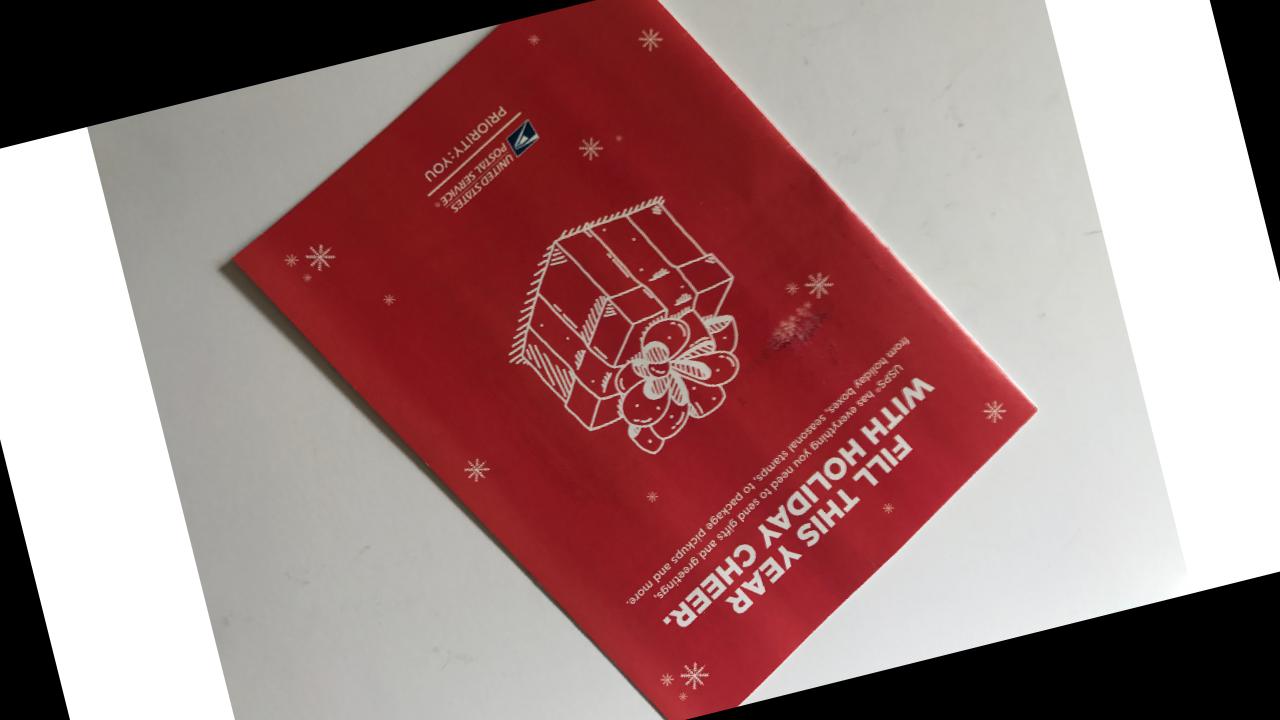 FILL THIS YEAR
WITH HOLIDAY CHEER.
USPS® has everything you need to send gifts and greetings,
from holiday boxes, seasonal stamps, to package pickups and more.
UNITED STATES
POSTAL SERVICE®
PRIORITY:YOU